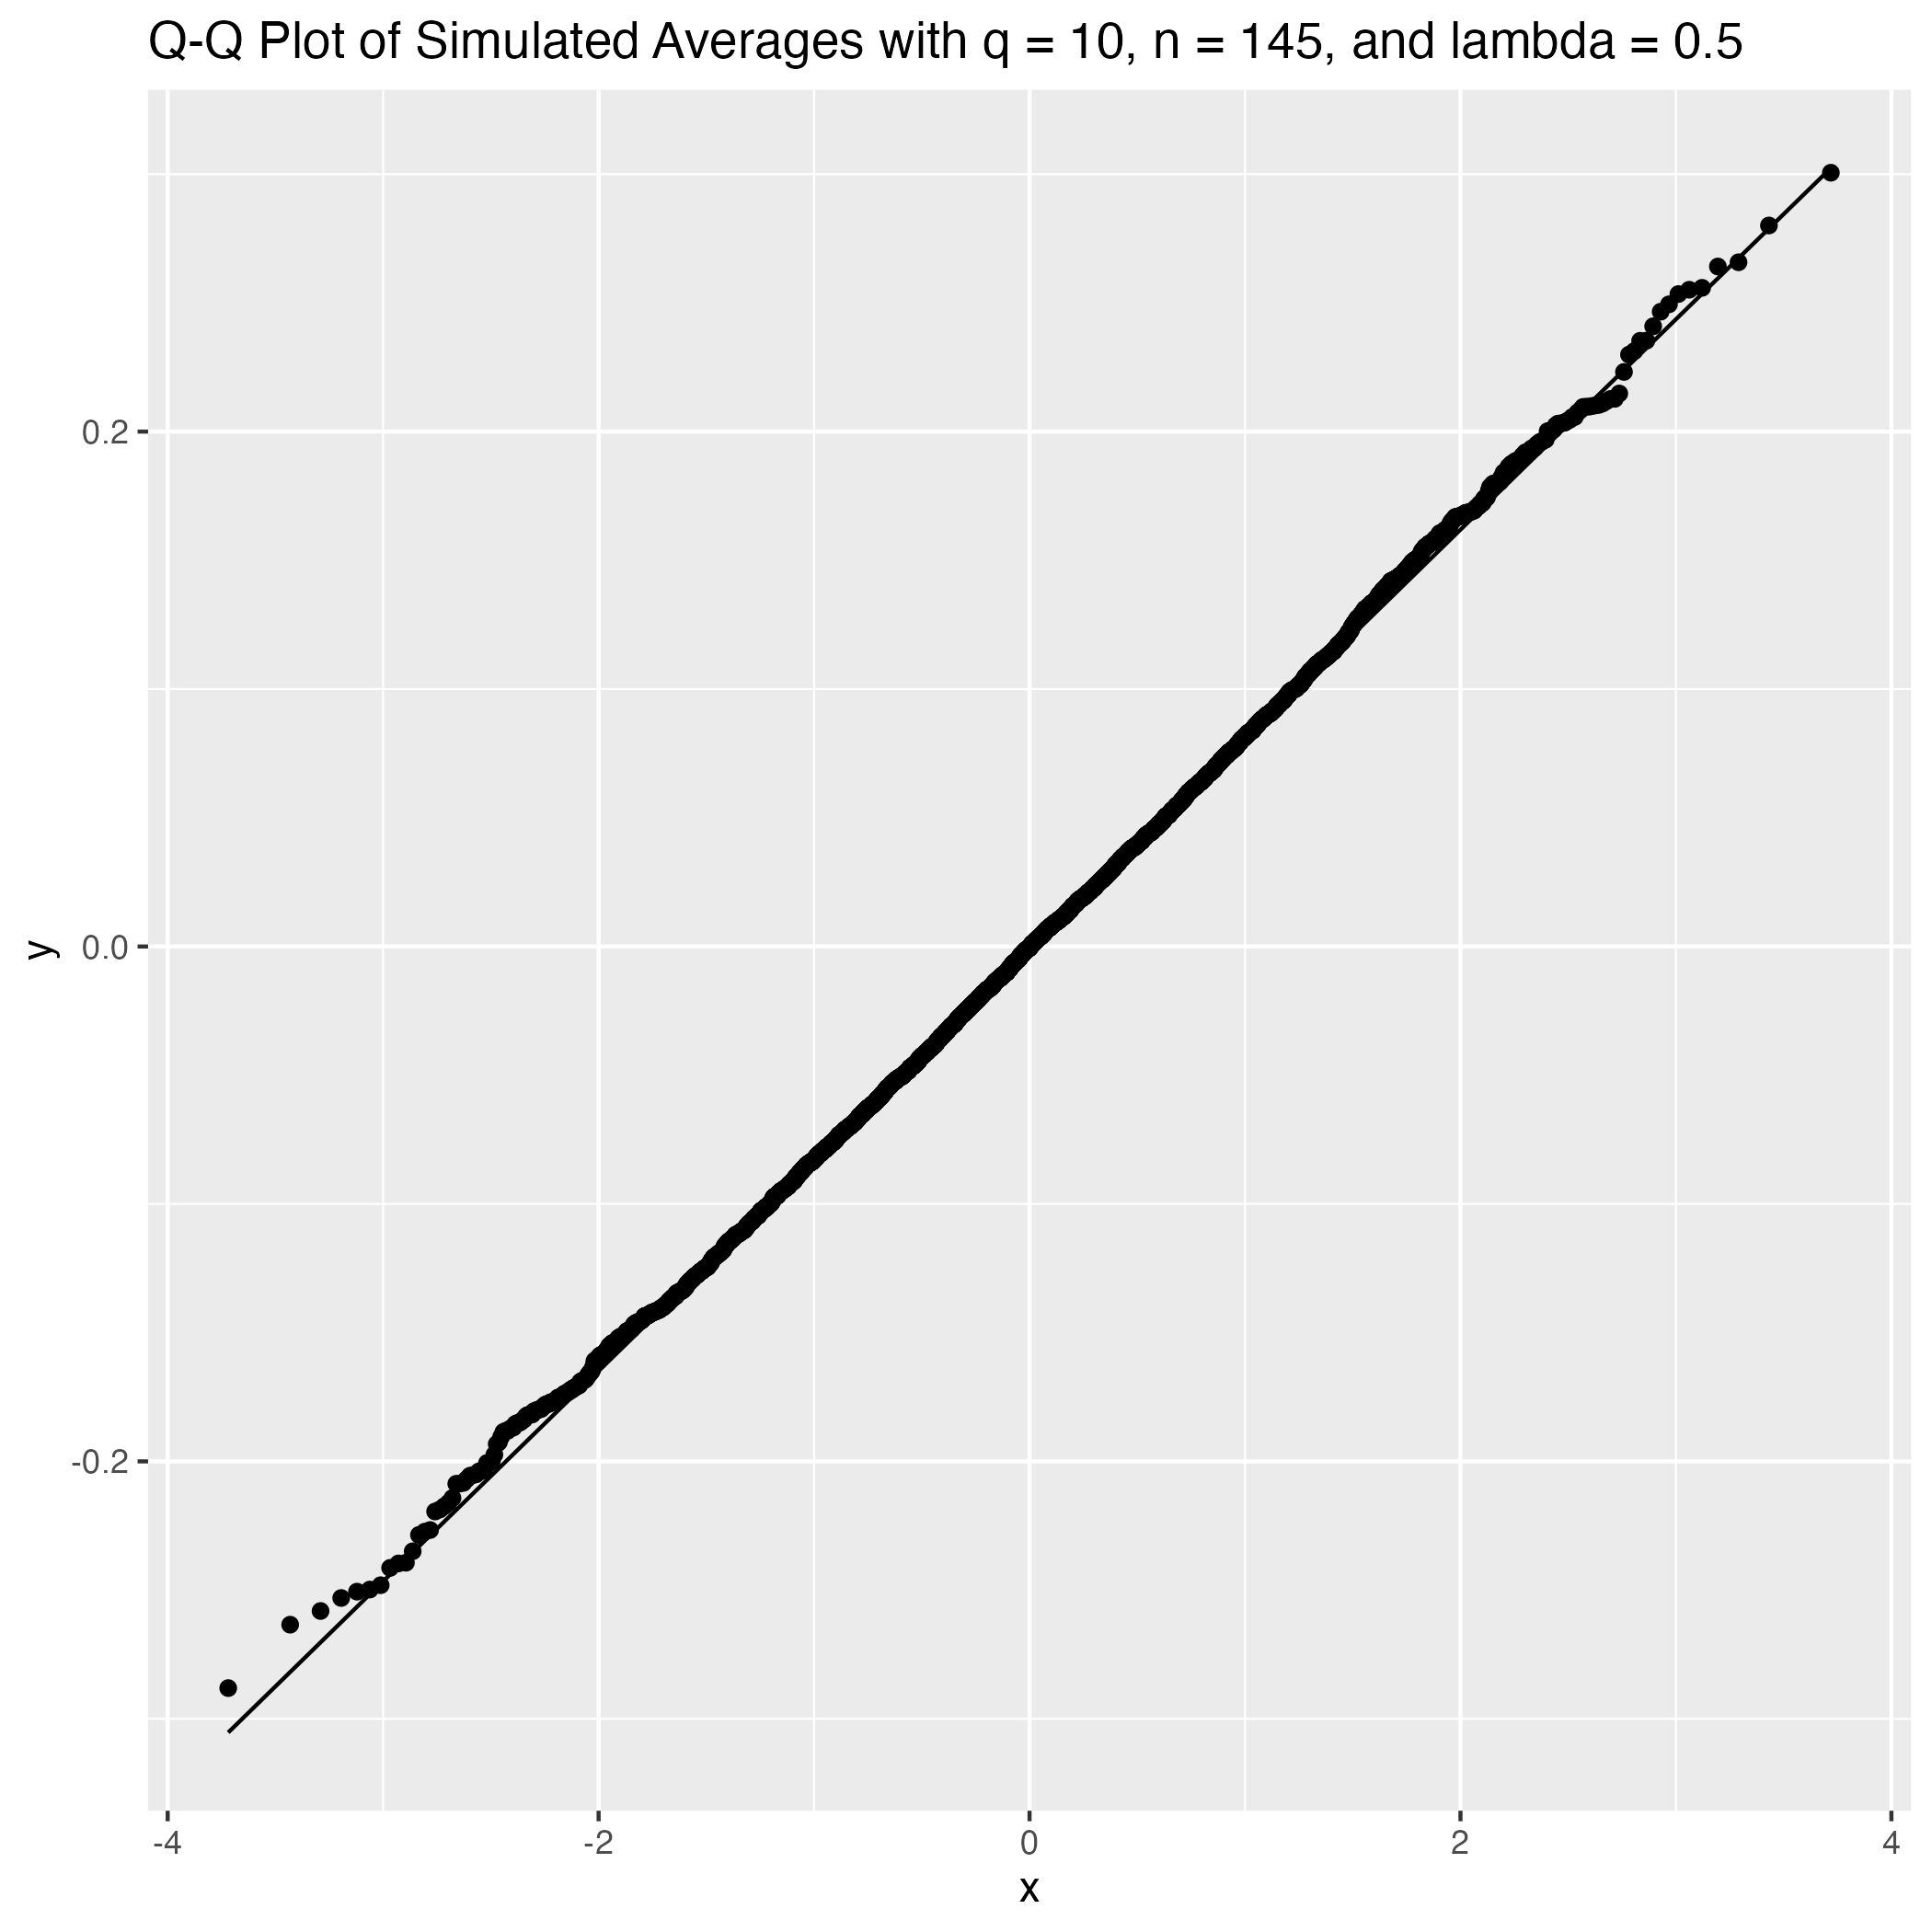 Q-Q Plot of Simulated Averages with q = 10, n = 145, and lambda = 0.5
0.2
0.0
-0.2
y
-4 -2 0 2 4
x